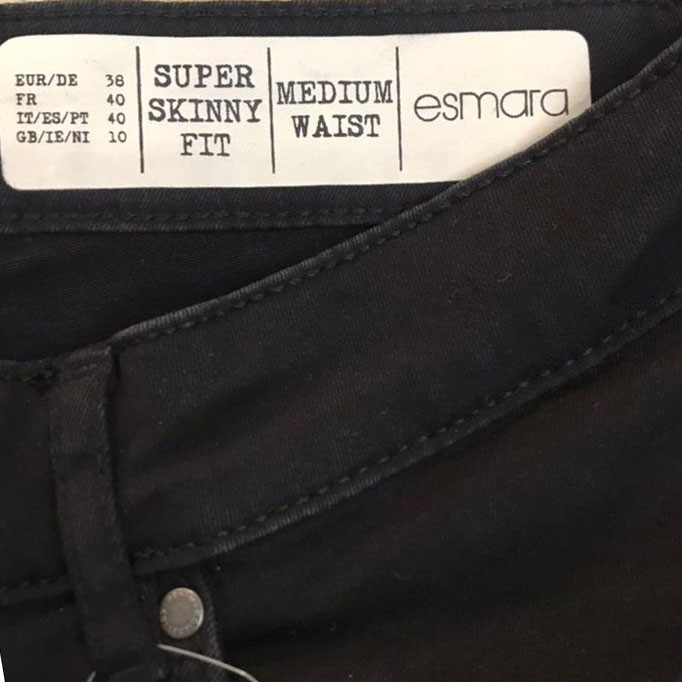 EUR/DE 38
FR 40
IT/ES/PT 40
GB/IE/NI 10
SUPER
SKINNY
FIT
MEDIUM
WAIST
esmara